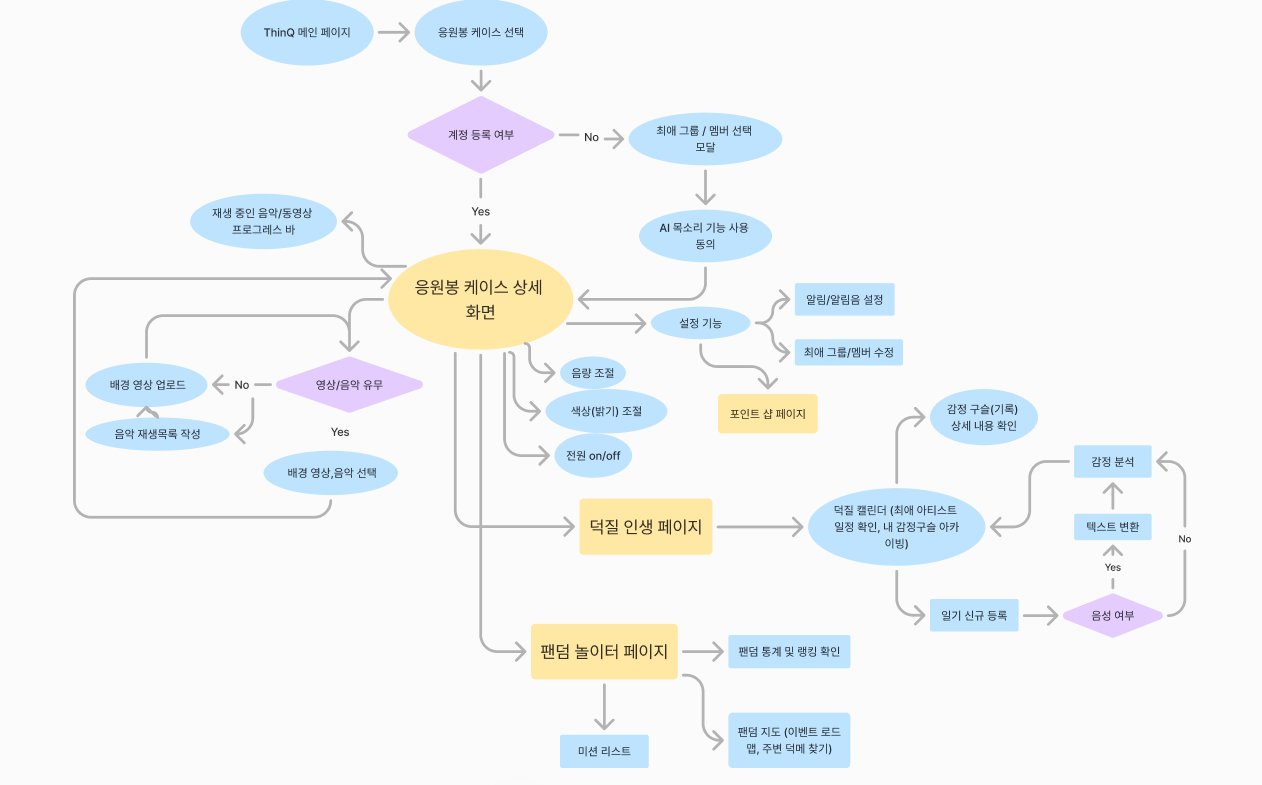 ThinQ 메인 페이지
응원봉 케이스 선택
계정 등록 여부
No
최애 그룹 / 멤버 선택
모달
Yes
재생 중인 음악/동영상
프로그레스 바
AI 목소리 기능 사용
동의
응원봉 케이스 상세
화면
설정 기능
알림/알림음 설정
최애 그룹/멤버 수정
포인트 샵 페이지
배경 영상 업로드
No
영상/음악 유무
음악 재생목록 작성
Yes
배경 영상,음악 선택
음량 조절
색상(밝기) 조절
전원 on/off
감정 구슬(기록)
상세 내용 확인
덕질 인생 페이지
덕질 캘린더 (최애 아티스트
일정 확인, 내 감정구슬 아카
이빙)
감정 분석
텍스트 변환
No
Yes
일기 신규 등록
음성 여부
팬덤 놀이터 페이지
팬덤 통계 및 랭킹 확인
미션 리스트
팬덤 지도 (이벤트 로드
맵, 주변 덕메 찾기)